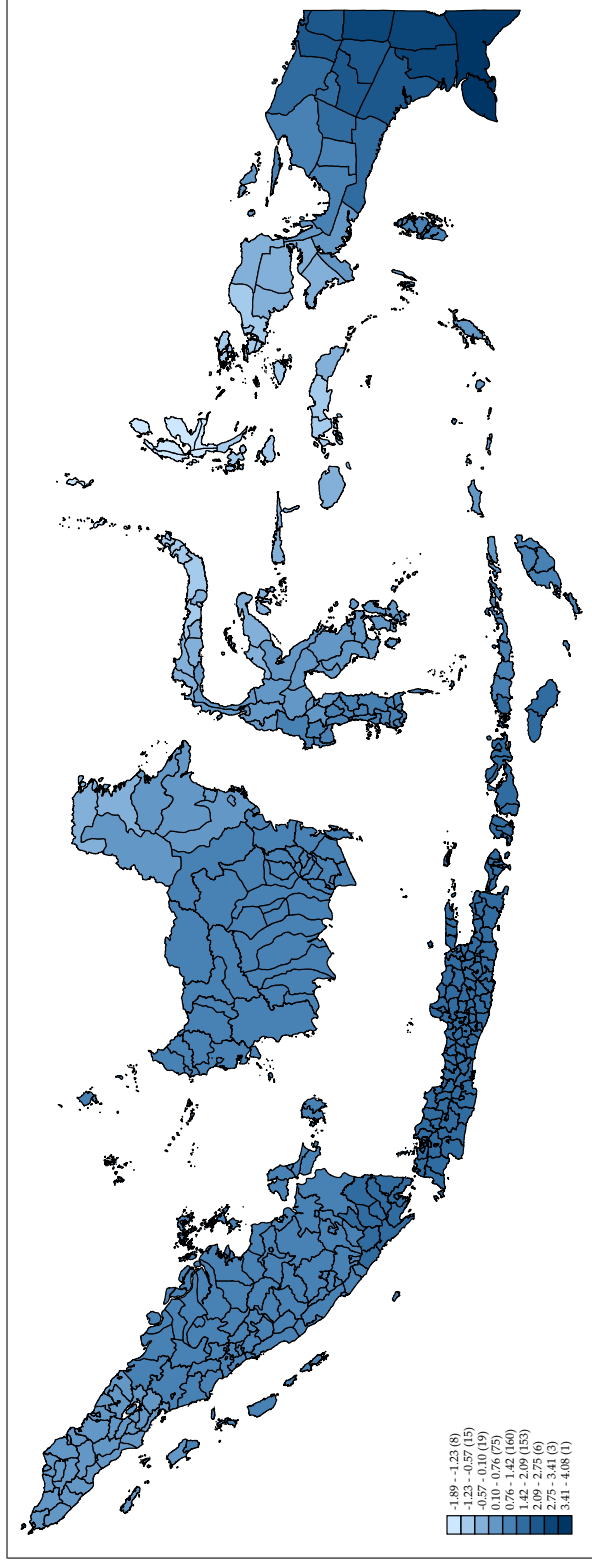 -1.89 - -1.23 (8)
-1.23 - -0.57 (15)
-0.57 - 0.10 (19)
0.10 - 0.76 (75)
0.76 - 1.42 (160)
1.42 - 2.09 (153)
2.09 - 2.75 (6)
2.75 - 3.41 (3)
3.41 - 4.08 (1)